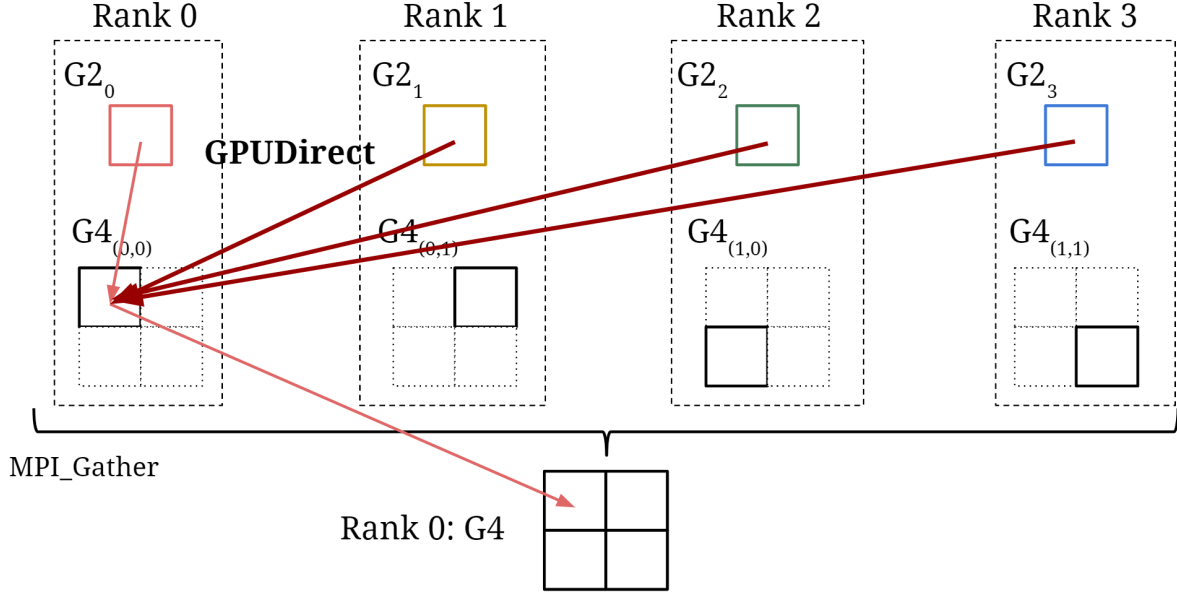 Rank 0
Rank 1
Rank 2
Rank 3
G2₀
G2₁
G2₂
G2₃
GPUDirect
G4₍₀,₀₎
G4₍₀,₁₎
G4₍₁,₀₎
G4₍₁,₁₎
MPI_Gather
Rank 0: G4